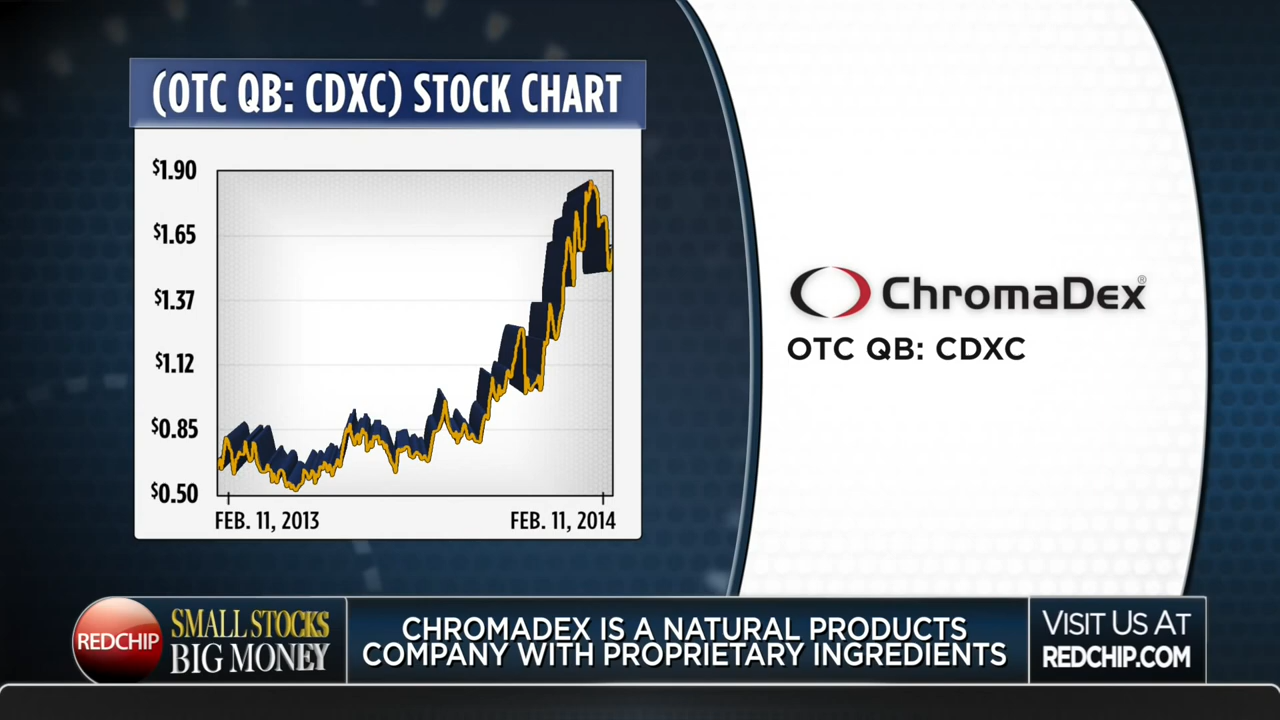 (OTC QB: CDXC) STOCK CHART
$1.90
$1.65
$1.37
$1.12
$0.85
$0.50
FEB. 11, 2013
FEB. 11, 2014
ChromaDex®
OTC QB: CDXC
REDCHIP
SMALL STOCKS
BIG MONEY
CHROMADEX IS A NATURAL PRODUCTS
COMPANY WITH PROPRIETARY INGREDIENTS
VISIT US AT
REDCHIP.COM